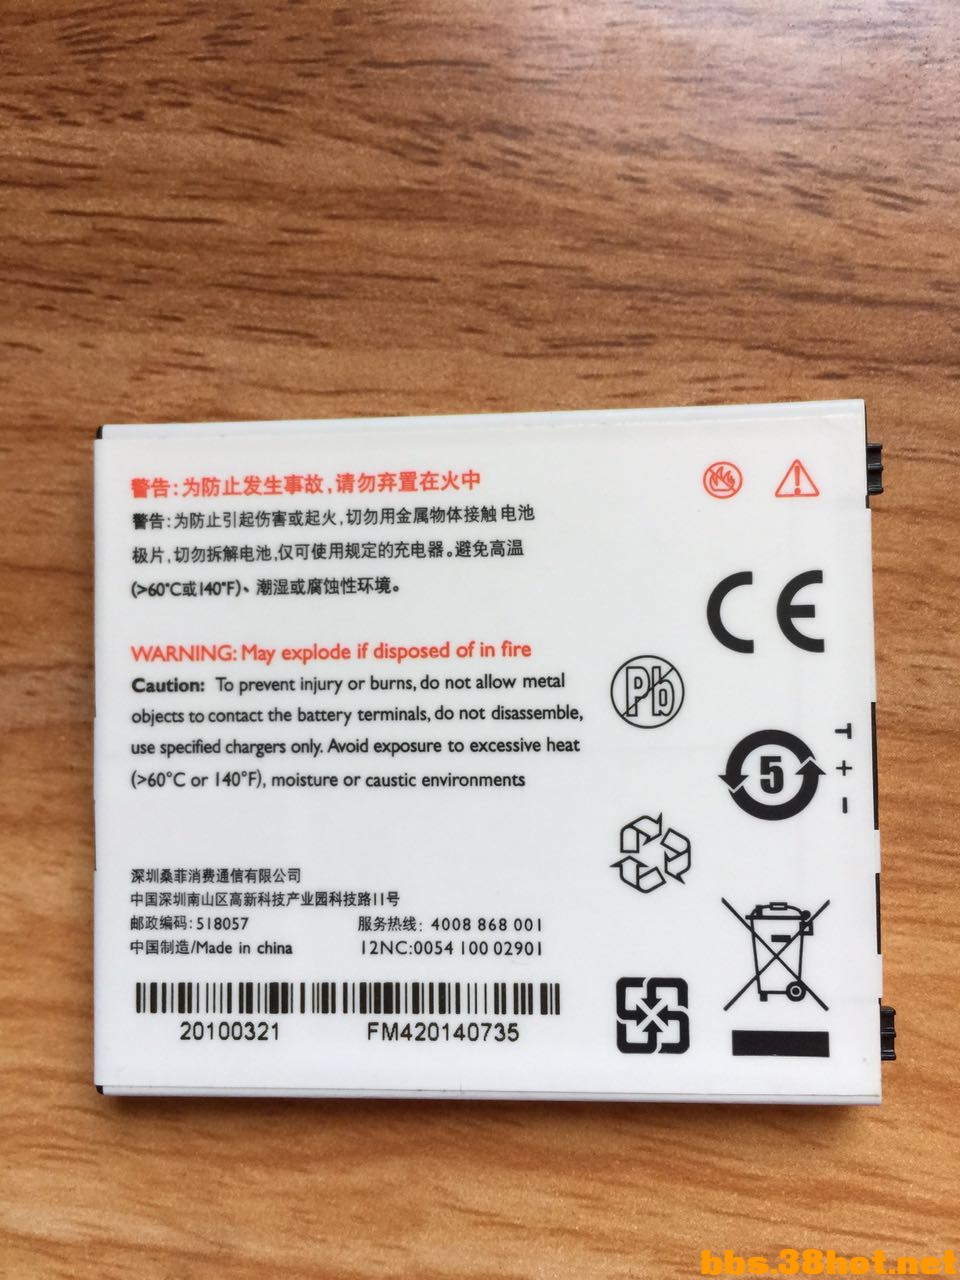 警告:为防止发生事故,请勿弃置在火中
警告:为防止引起伤害或起火,切勿用金属物体接触电池
极片,切勿拆解电池,仅可使用规定的充电器。避免高温
(>60°C或140°F)、潮湿或腐蚀性环境。
WARNING: May explode if disposed of in fire
Caution: To prevent injury or burns, do not allow metal
objects to contact the battery terminals, do not disassemble,
use specified chargers only. Avoid exposure to excessive heat
(>60°C or 140°F), moisture or caustic environments
CE
Pb
5
T + -
深圳桑菲消费通信有限公司
中国深圳南山区高新科技产业园科技路11号
邮政编码: 518057 服务热线: 4008 868 001
中国制造/Made in china 12NC:0054 100 02901
20100321 FM420140735
bbs.38hot.net